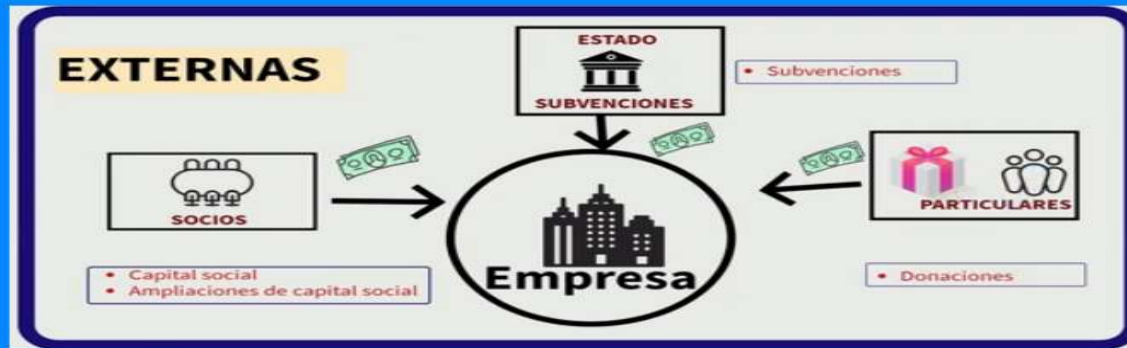 EXTERNAS
ESTADO
SUBVENCIONES
• Subvenciones
SOCIOS
• Capital social
• Ampliaciones de capital social
Empresa
PARTICULARES
• Donaciones